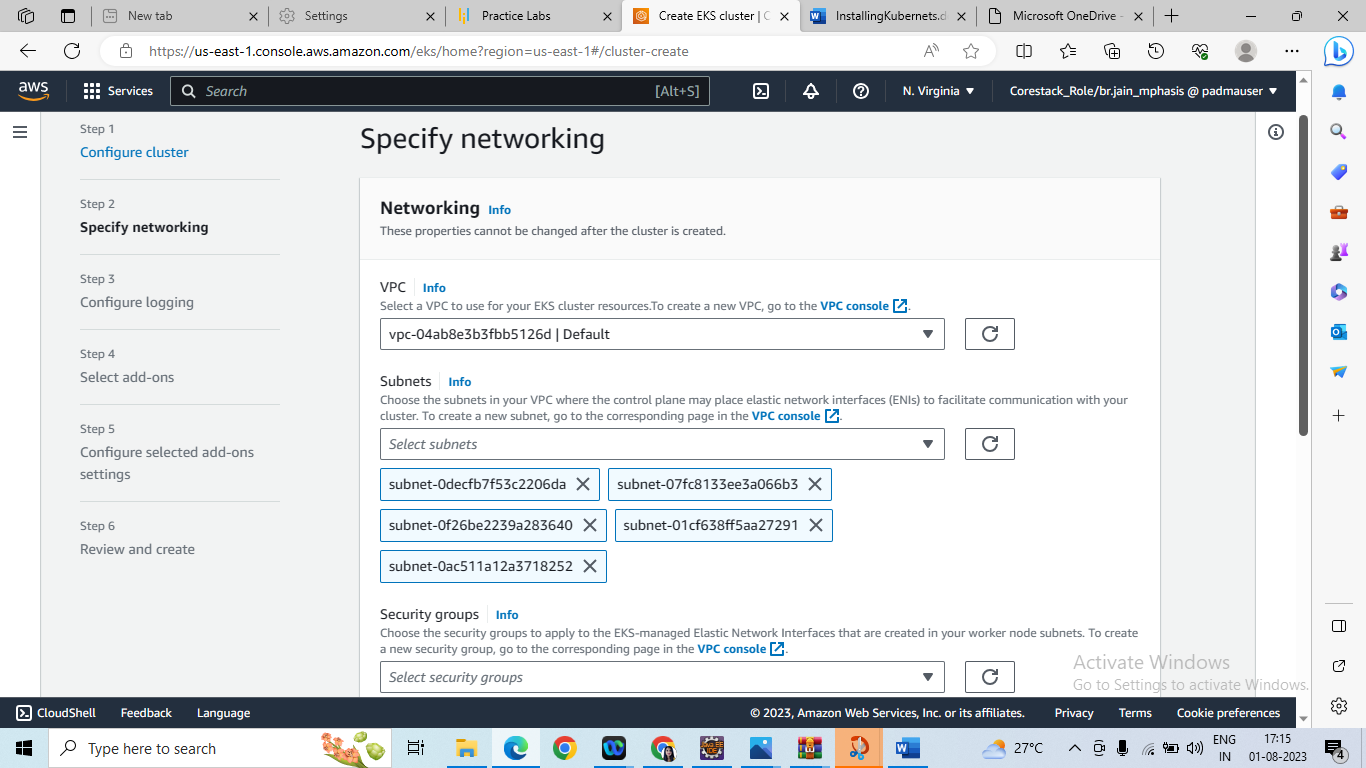 New tab
Settings
Practice Labs
Create EKS cluster | C
InstallingKubernets.d
Microsoft OneDrive -
https://us-east-1.console.aws.amazon.com/eks/home?region=us-east-1#/cluster-create
aws
Services
Search
[Alt+S]
N. Virginia
Corestack_Role/br.jain_mphasis @ padmauser
Step 1
Configure cluster
Step 2
Specify networking
Step 3
Configure logging
Step 4
Select add-ons
Step 5
Configure selected add-ons
settings
Step 6
Review and create
Specify networking
Networking Info
These properties cannot be changed after the cluster is created.
VPC Info
Select a VPC to use for your EKS cluster resources.To create a new VPC, go to the VPC console.
vpc-04ab8e3b3fbb5126d | Default
Subnets Info
Choose the subnets in your VPC where the control plane may place elastic network interfaces (ENIs) to facilitate communication with your
cluster. To create a new subnet, go to the corresponding page in the VPC console.
Select subnets
subnet-0decfb7f53c2206da
subnet-07fc8133ee3a066b3
subnet-0f26be2239a283640
subnet-01cf638ff5aa27291
subnet-0ac511a12a3718252
Security groups Info
Choose the security groups to apply to the EKS-managed Elastic Network Interfaces that are created in your worker node subnets. To create
a new security group, go to the corresponding page in the VPC console.
Select security groups
Activate Windows
Go to Settings to activate Windows.
CloudShell
Feedback
Language
© 2023, Amazon Web Services, Inc. or its affiliates.
Privacy
Terms
Cookie preferences
Type here to search
27°C
ENG
IN
17:15
01-08-2023
4